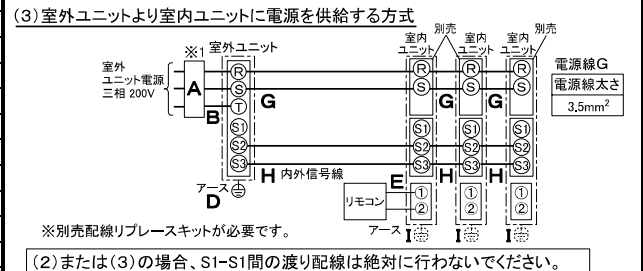 (3)室外ユニットより室内ユニットに電源を供給する方式
※1
室外ユニット
室外
ユニット電源
三相 200V
A
B
R
S
T
S1
S2
S3
G
H 内外信号線
アース
D
室内
ユニット
別売
室内
ユニット
室内
ユニット
別売
R
S
G
R
S
G
R
S
S1
S2
S3
H
S1
S2
S3
H
S1
S2
S3
E
リモコン
①
②
①
②
①
②
アース
I
I
I
電源線G
電源線太さ
3.5mm²
※別売配線リプレースキットが必要です。
(2)または(3)の場合、S1-S1間の渡り配線は絶対に行わないでください。